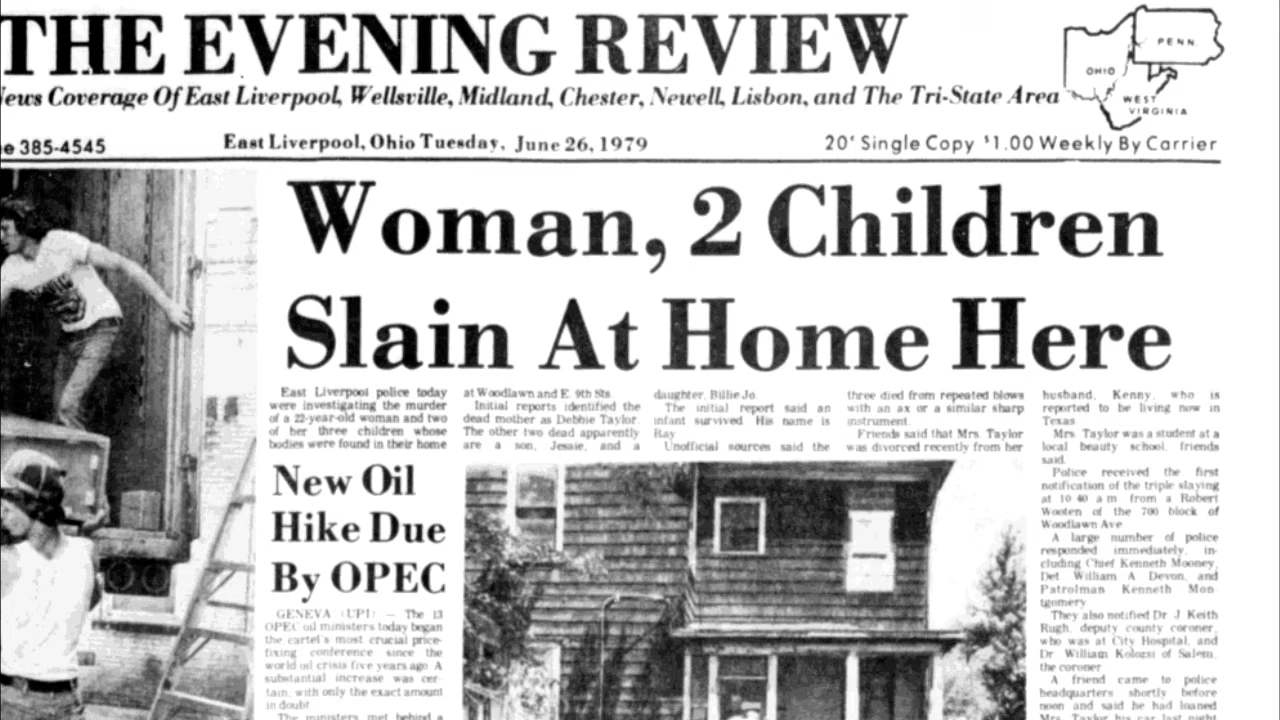 THE EVENING REVIEW
News Coverage Of East Liverpool, Wellsville, Midland, Chester, Newell, Lisbon, and The Tri-State Area
PENN.
OHIO
WEST
VIRGINIA
e 385-4545
East Liverpool, Ohio Tuesday, June 26, 1979
20¢ Single Copy $1.00 Weekly By Carrier
Woman, 2 Children
Slain At Home Here
East Liverpool police today
were investigating the murder
of a 22-year-old woman and two
of her three children whose
bodies were found in their home
at Woodlawn and E. 9th Sts.
Initial reports identified the
dead mother as Debbie Taylor.
The other two dead apparently
are a son, Jessie, and a
daughter, Billie Jo.
The initial report said an
infant survived His name is
Ray
Unofficial sources said the
three died from repeated blows
with an ax or a similar sharp
instrument.
Friends said that Mrs. Taylor
was divorced recently from her
husband, Kenny, who is
reported to be living now in
Texas
Mrs. Taylor was a student at a
local beauty school, friends
said.
Police received the first
notification of the triple slaying
at 10 40 a m from a Robert
Wooten of the 700 block of
Woodlawn Ave
A large number of police
responded immediately, in-
cluding Chief Kenneth Mooney,
Det William A Devon, and
Patrolman Kenneth Mon-
tgomery
They also notified Dr. J. Keith
Rugh, deputy county coroner,
who was at City Hospital, and
Dr William Kolozsi of Salem,
the coroner
A friend came to police
headquarters shortly before
noon and said he had loaned
Mrs. Taylor his car last night
New Oil
Hike Due
By OPEC
GENEVA (UPI) — The 13
OPEC oil ministers today began
the cartel's most crucial price-
fixing conference since the
world oil crisis five years ago A
substantial increase was cer-
tain, with only the exact amount
in doubt
The ministers met behind a